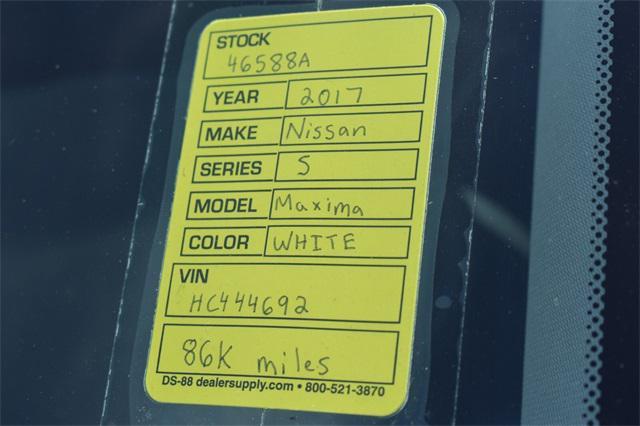 STOCK
46588A
YEAR 2017
MAKE Nissan
SERIES S
MODEL Maxima
COLOR WHITE
VIN
HC444692
86K miles
DS-88 dealersupply.com • 800-521-3870